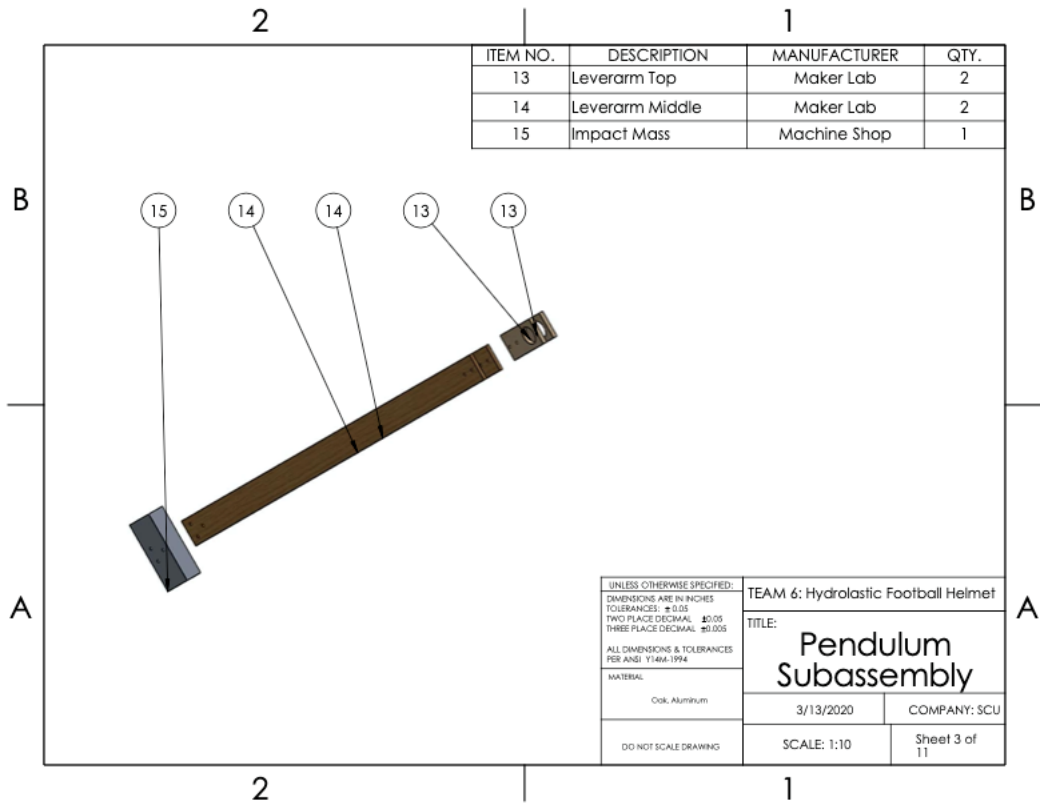 2 1
ITEM NO. DESCRIPTION MANUFACTURER QTY.
13 Leverarm Top Maker Lab 2
14 Leverarm Middle Maker Lab 2
15 Impact Mass Machine Shop 1
B B
15 14 14 13 13
A A
UNLESS OTHERWISE SPECIFIED:
DIMENSIONS ARE IN INCHES
TOLERANCES: ± 0.05
TWO PLACE DECIMAL ±0.05
THREE PLACE DECIMAL ±0.005
ALL DIMENSIONS & TOLERANCES
PER ANSI Y14M-1994
MATERIAL
Oak, Aluminum
DO NOT SCALE DRAWING
TEAM 6: Hydrolastic Football Helmet
TITLE:
Pendulum
Subassembly
3/13/2020 COMPANY: SCU
SCALE: 1:10 Sheet 3 of
11
2 1